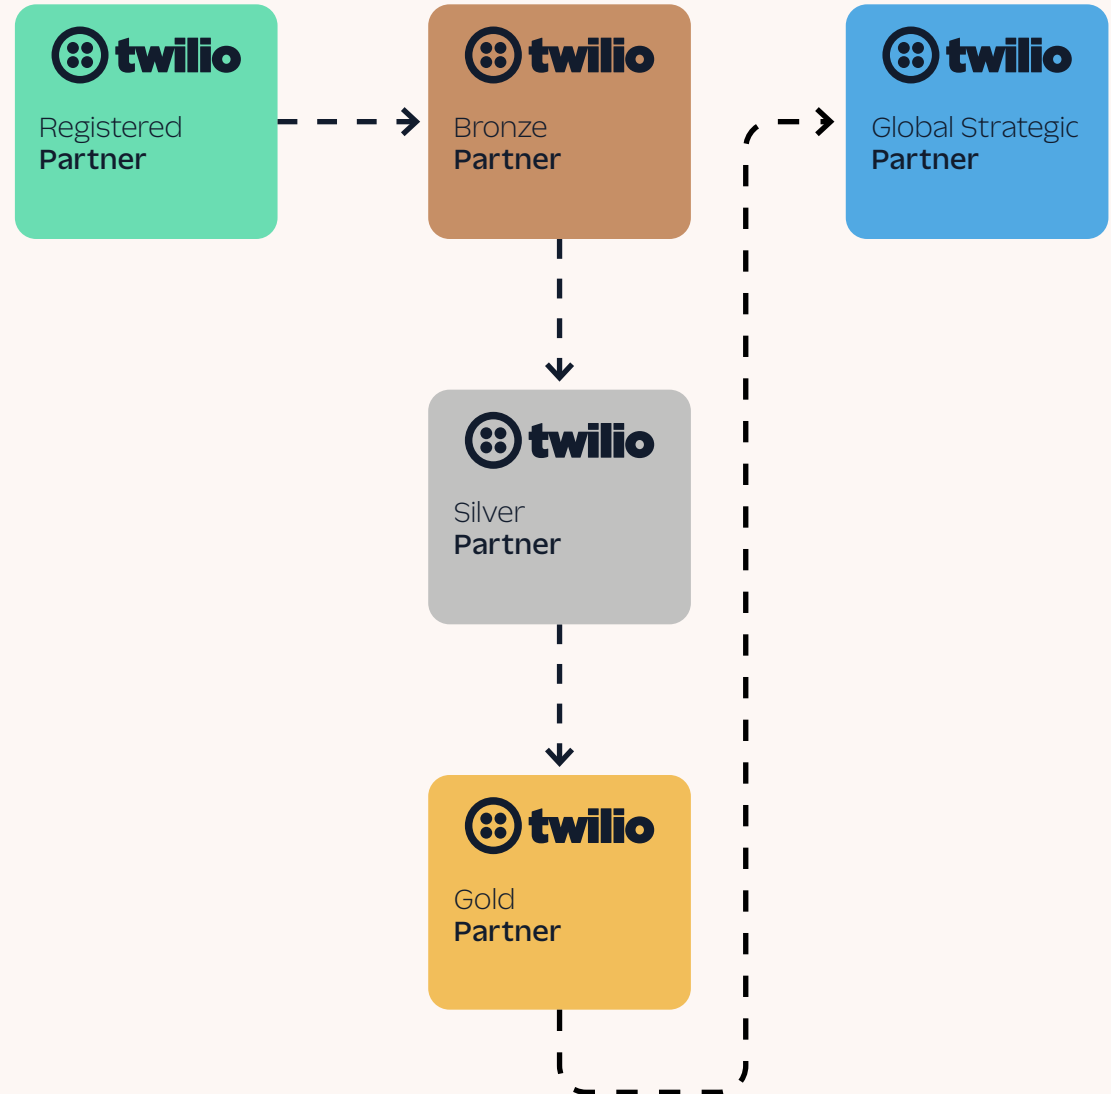 twilio
Registered
Partner
twilio
Bronze
Partner
twilio
Silver
Partner
twilio
Gold
Partner
twilio
Global Strategic
Partner